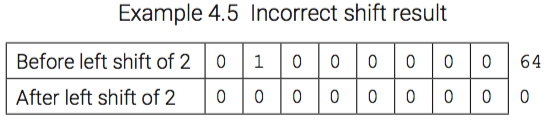 Example 4.5 Incorrect shift result
Before left shift of 2 0 1 0 0 0 0 0 0 64
After left shift of 2 0 0 0 0 0 0 0 0 0